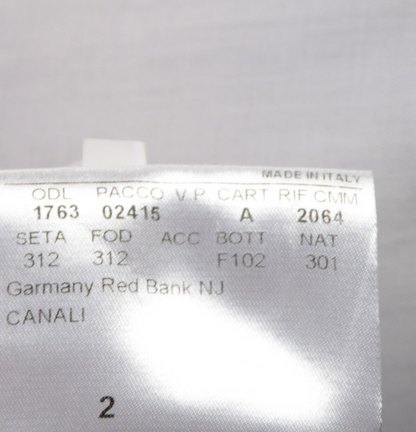 MADE IN ITALY
ODL PACCO V.P CART RIF CMM
1763 02415 A 2064
SETA FOD ACC BOTT NAT
312 312 F102 301
Garmany Red Bank NJ
CANALI
2